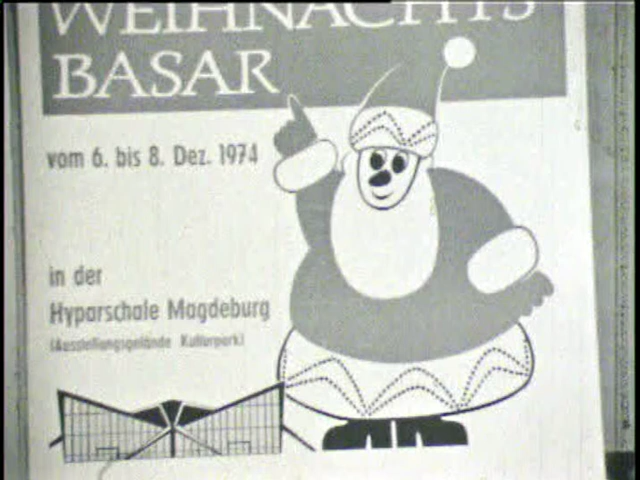 WEIHNACHTS
BASAR
vom 6. bis 8. Dez. 1974
in der
Hyparschale Magdeburg
(Ausstellungsgelände Kulturpark)